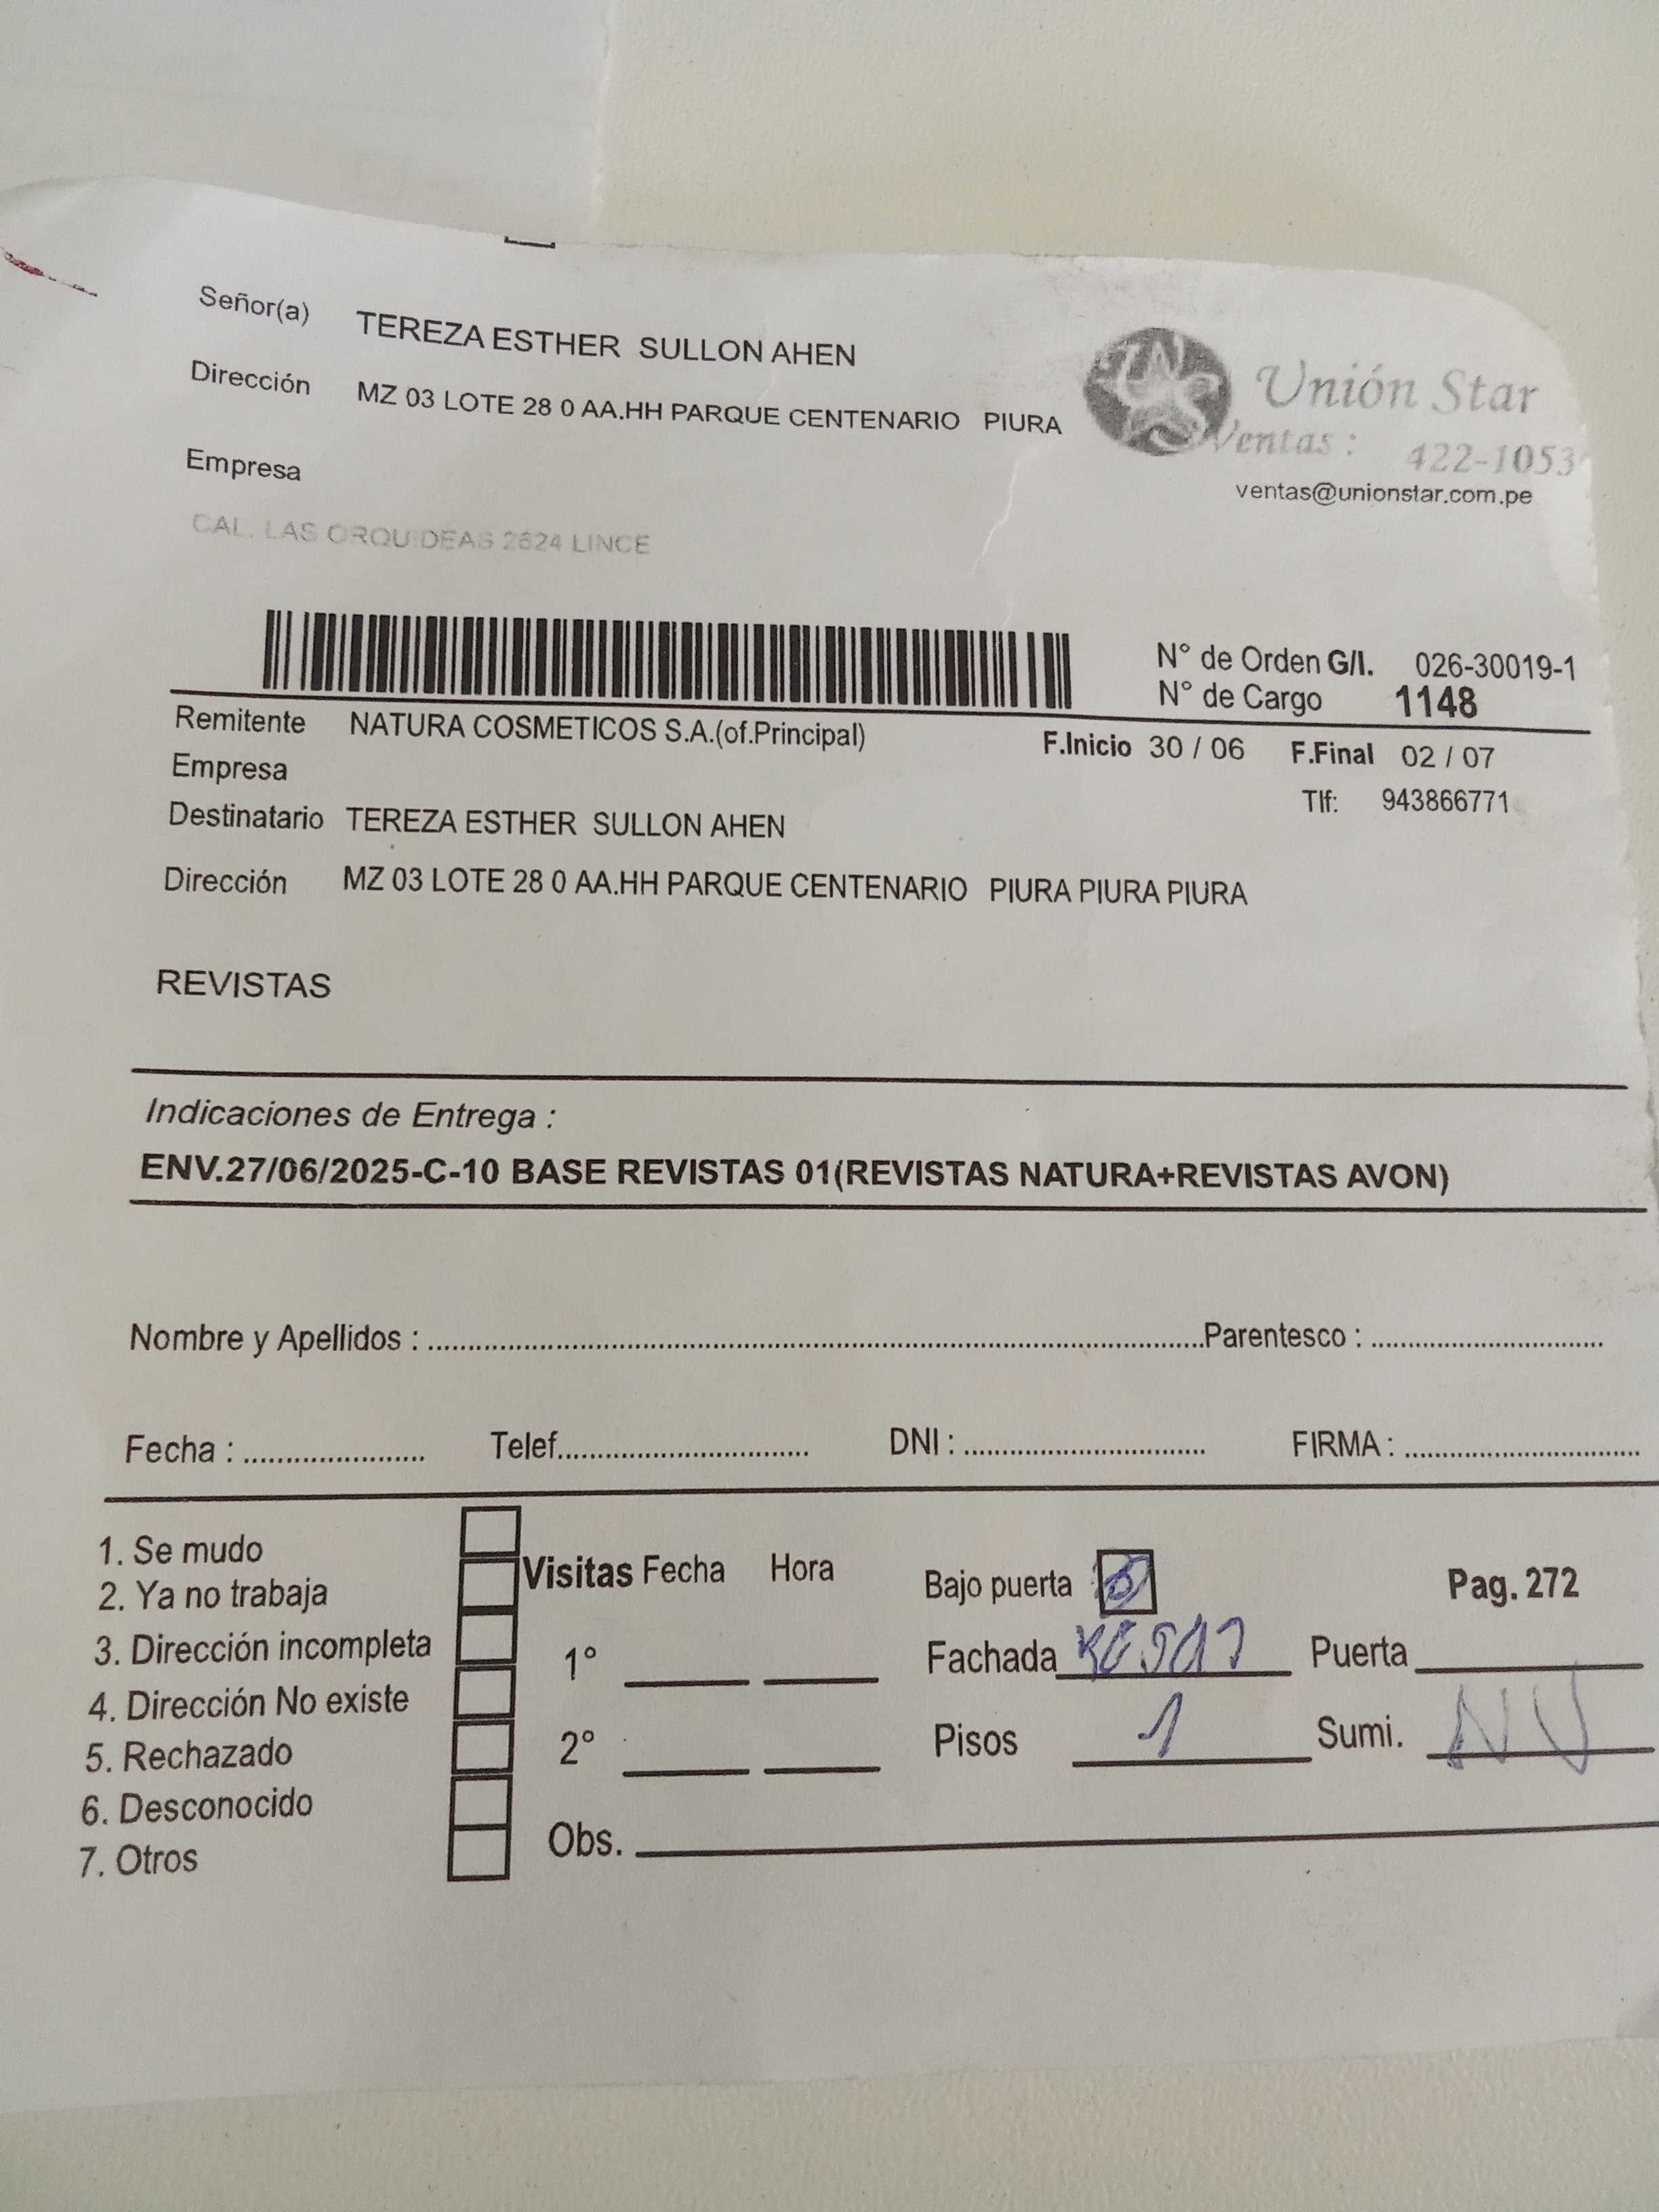 Señor(a) TEREZA ESTHER SULLON AHEN
Dirección MZ 03 LOTE 28 0 AA.HH PARQUE CENTENARIO PIURA
Unión Star
Ventas : 422-1053
ventas@unionstar.com.pe
Empresa
CAL. LAS ORQUIDEAS 2624 LINCE
N° de Orden G/I. 026-30019-1
N° de Cargo 1148
Remitente NATURA COSMETICOS S.A.(of.Principal)
F.Inicio 30 / 06 F.Final 02 / 07
Empresa
Tlf: 943866771
Destinatario TEREZA ESTHER SULLON AHEN
Dirección MZ 03 LOTE 28 0 AA.HH PARQUE CENTENARIO PIURA PIURA PIURA
REVISTAS
Indicaciones de Entrega :
ENV.27/06/2025-C-10 BASE REVISTAS 01(REVISTAS NATURA+REVISTAS AVON)
Nombre y Apellidos : Parentesco :
Fecha : Telef. DNI : FIRMA :
1. Se mudo
2. Ya no trabaja
3. Dirección incompleta
4. Dirección No existe
5. Rechazado
6. Desconocido
7. Otros
Visitas Fecha Hora
1°
2°
Obs.
Bajo puerta
Pag. 272
Fachada
Puerta
Pisos 1
Sumi.